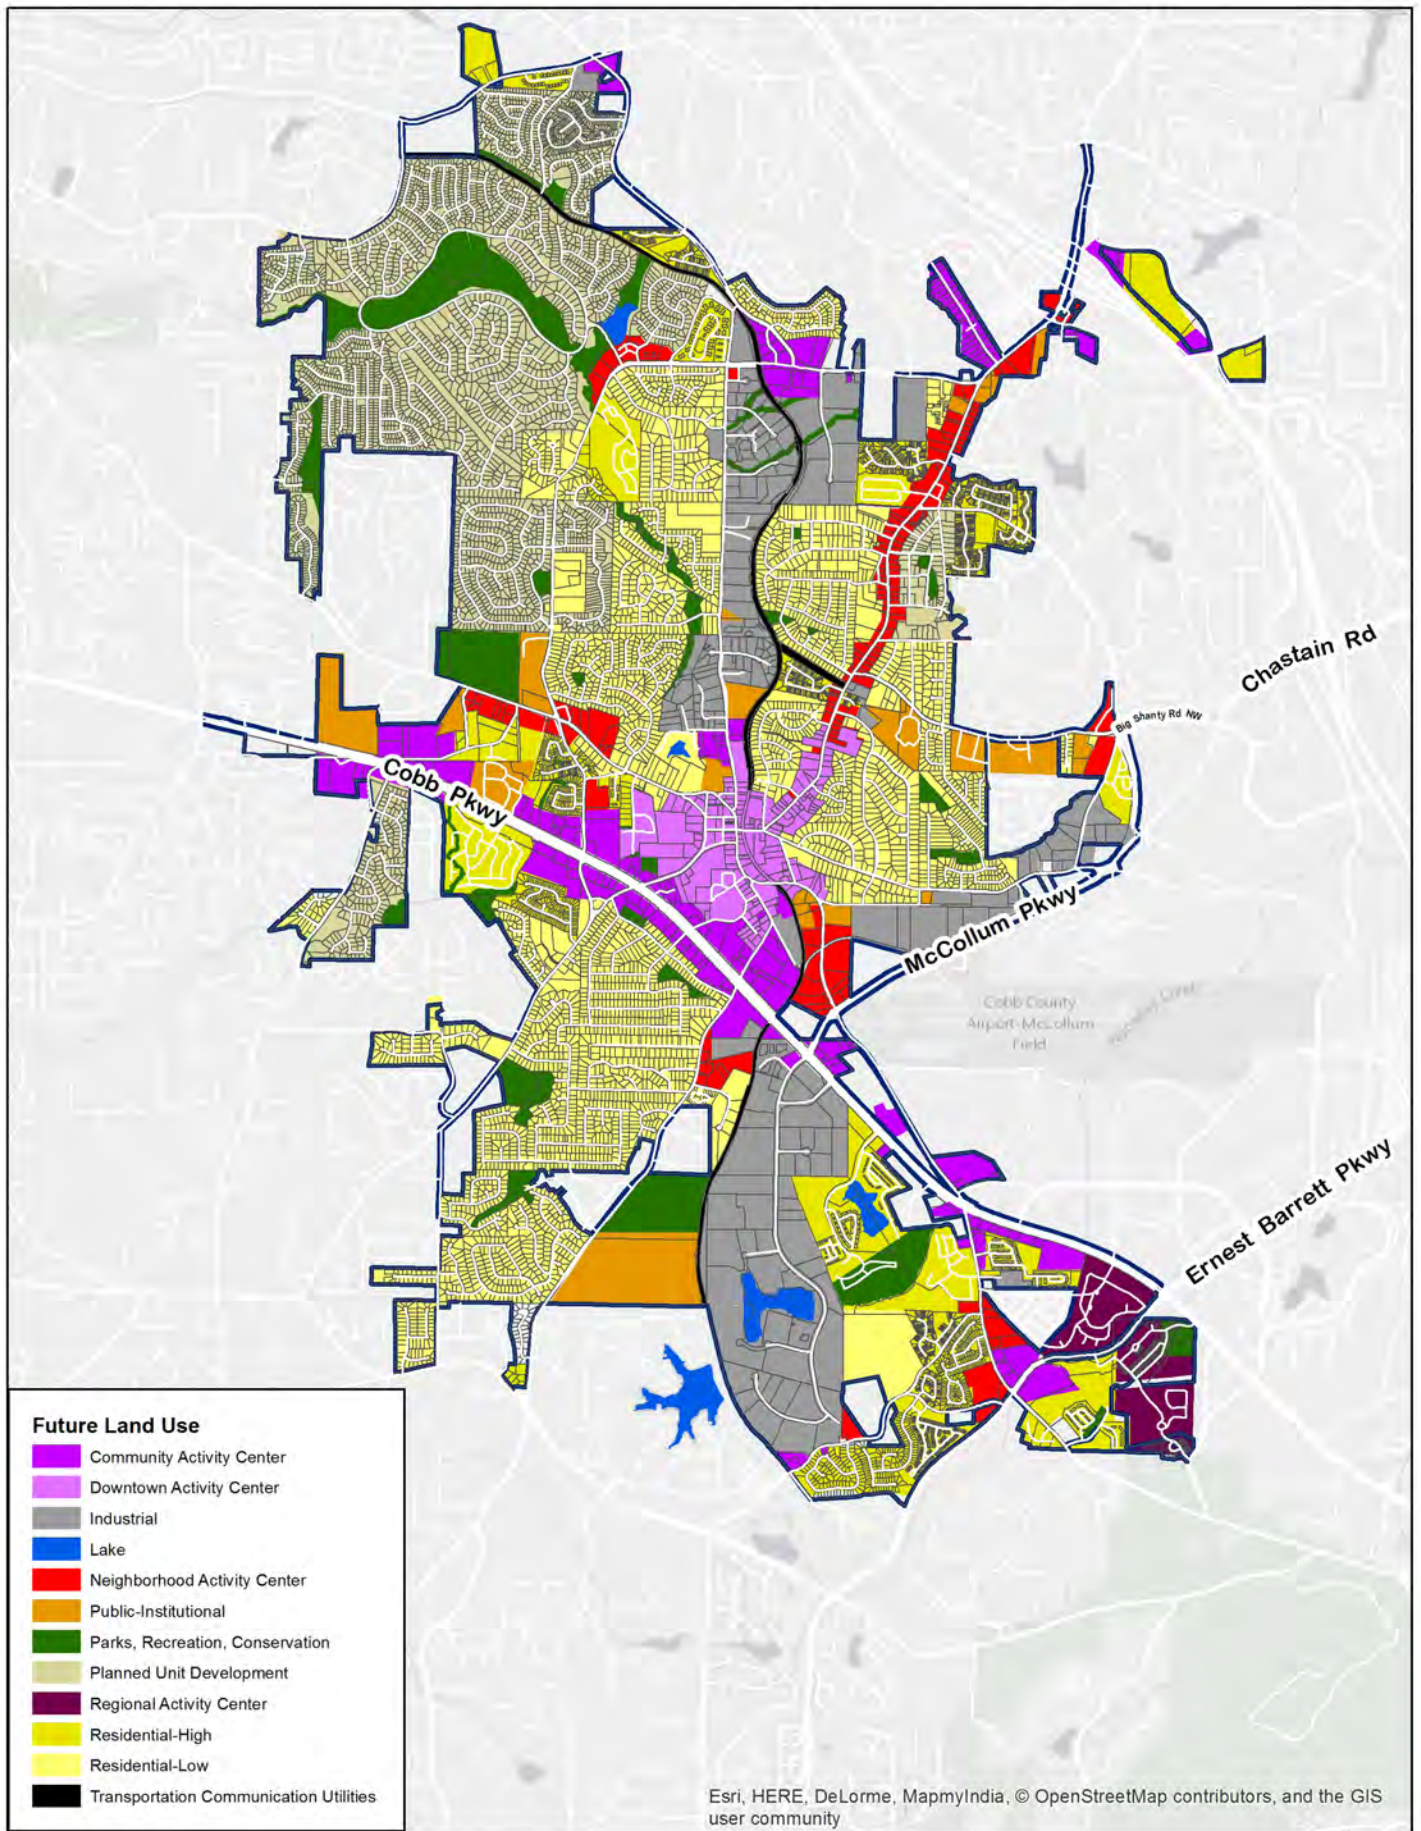 Chastain Rd
Big Shanty Rd NW
Cobb Pkwy
McCollum Pkwy
Cobb County
Airport-McCollum
Field
Ernest Barrett Pkwy
Future Land Use
Community Activity Center
Downtown Activity Center
Industrial
Lake
Neighborhood Activity Center
Public-Institutional
Parks, Recreation, Conservation
Planned Unit Development
Regional Activity Center
Residential-High
Residential-Low
Transportation Communication Utilities
Esri, HERE, DeLorme, MapmyIndia, © OpenStreetMap contributors, and the GIS
user community